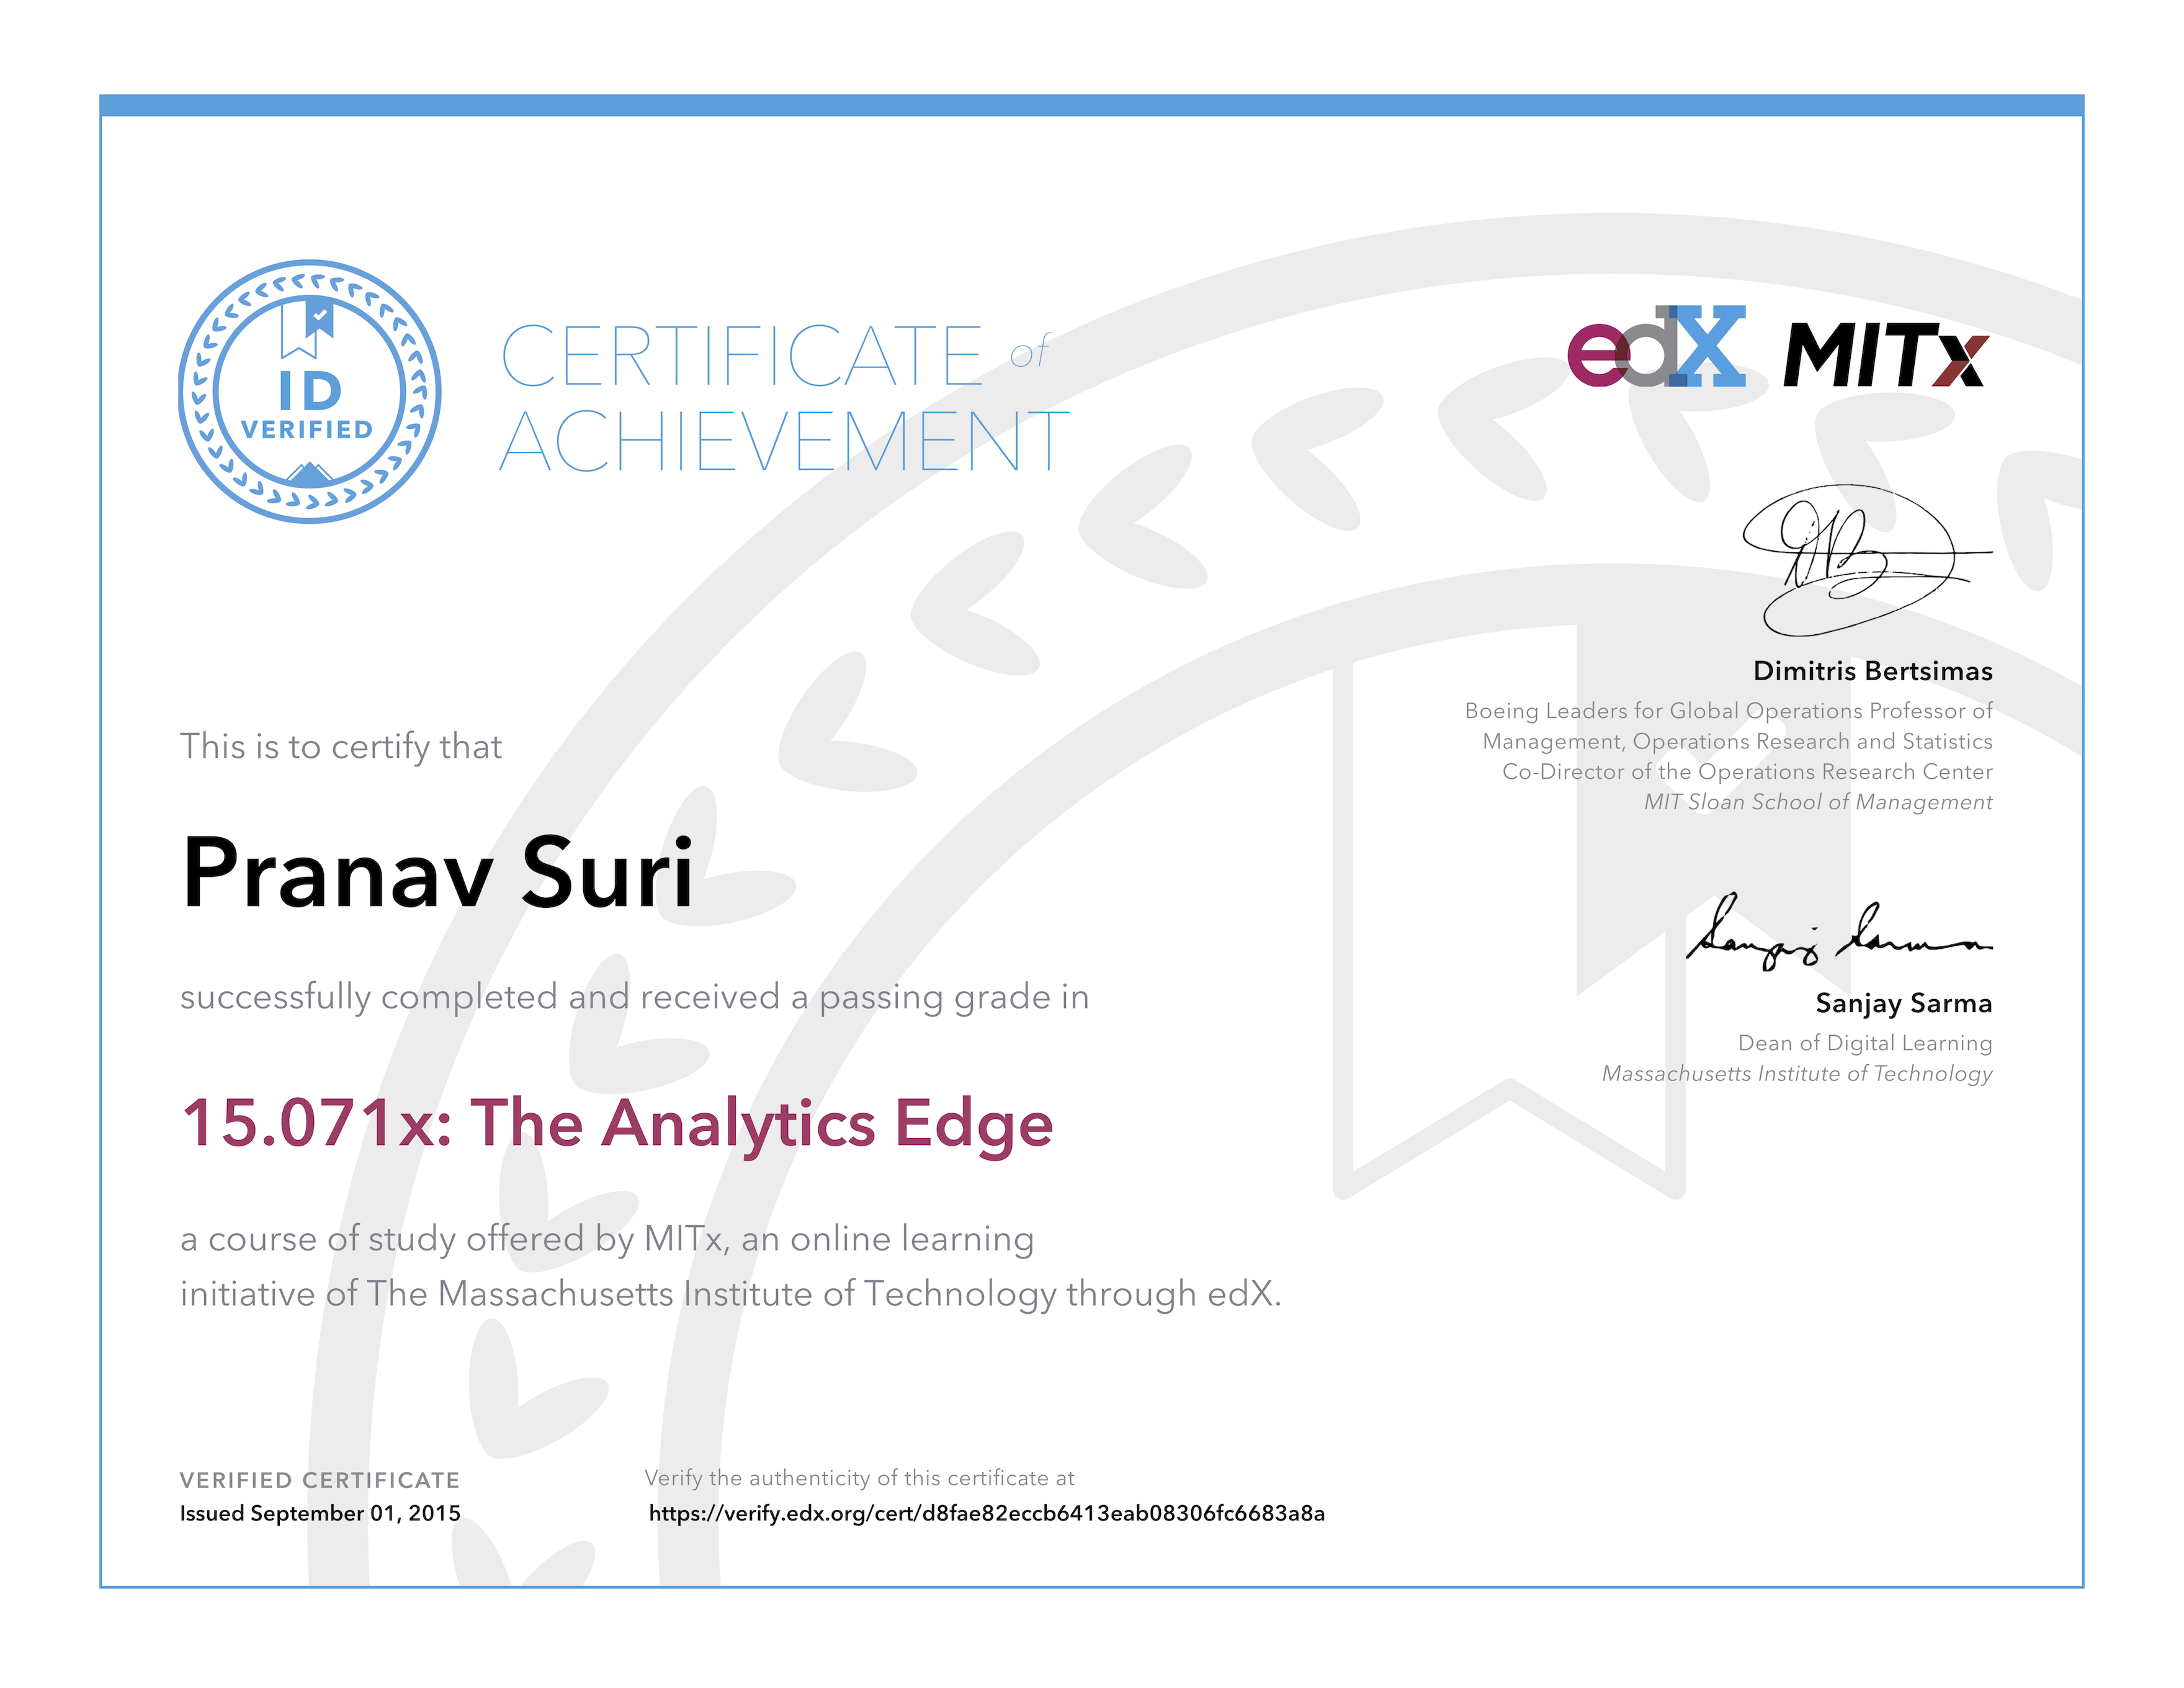 ID
VERIFIED
CERTIFICATE of
ACHIEVEMENT
edX MITx
This is to certify that
Pranav Suri
successfully completed and received a passing grade in
15.071x: The Analytics Edge
a course of study offered by MITx, an online learning
initiative of The Massachusetts Institute of Technology through edX.
Dimitris Bertsimas
Boeing Leaders for Global Operations Professor of
Management, Operations Research and Statistics
Co-Director of the Operations Research Center
MIT Sloan School of Management
Sanjay Sarma
Sanjay Sarma
Dean of Digital Learning
Massachusetts Institute of Technology
VERIFIED CERTIFICATE
Issued September 01, 2015
Verify the authenticity of this certificate at
https://verify.edx.org/cert/d8fae82eccb6413eab08306fc6683a8a